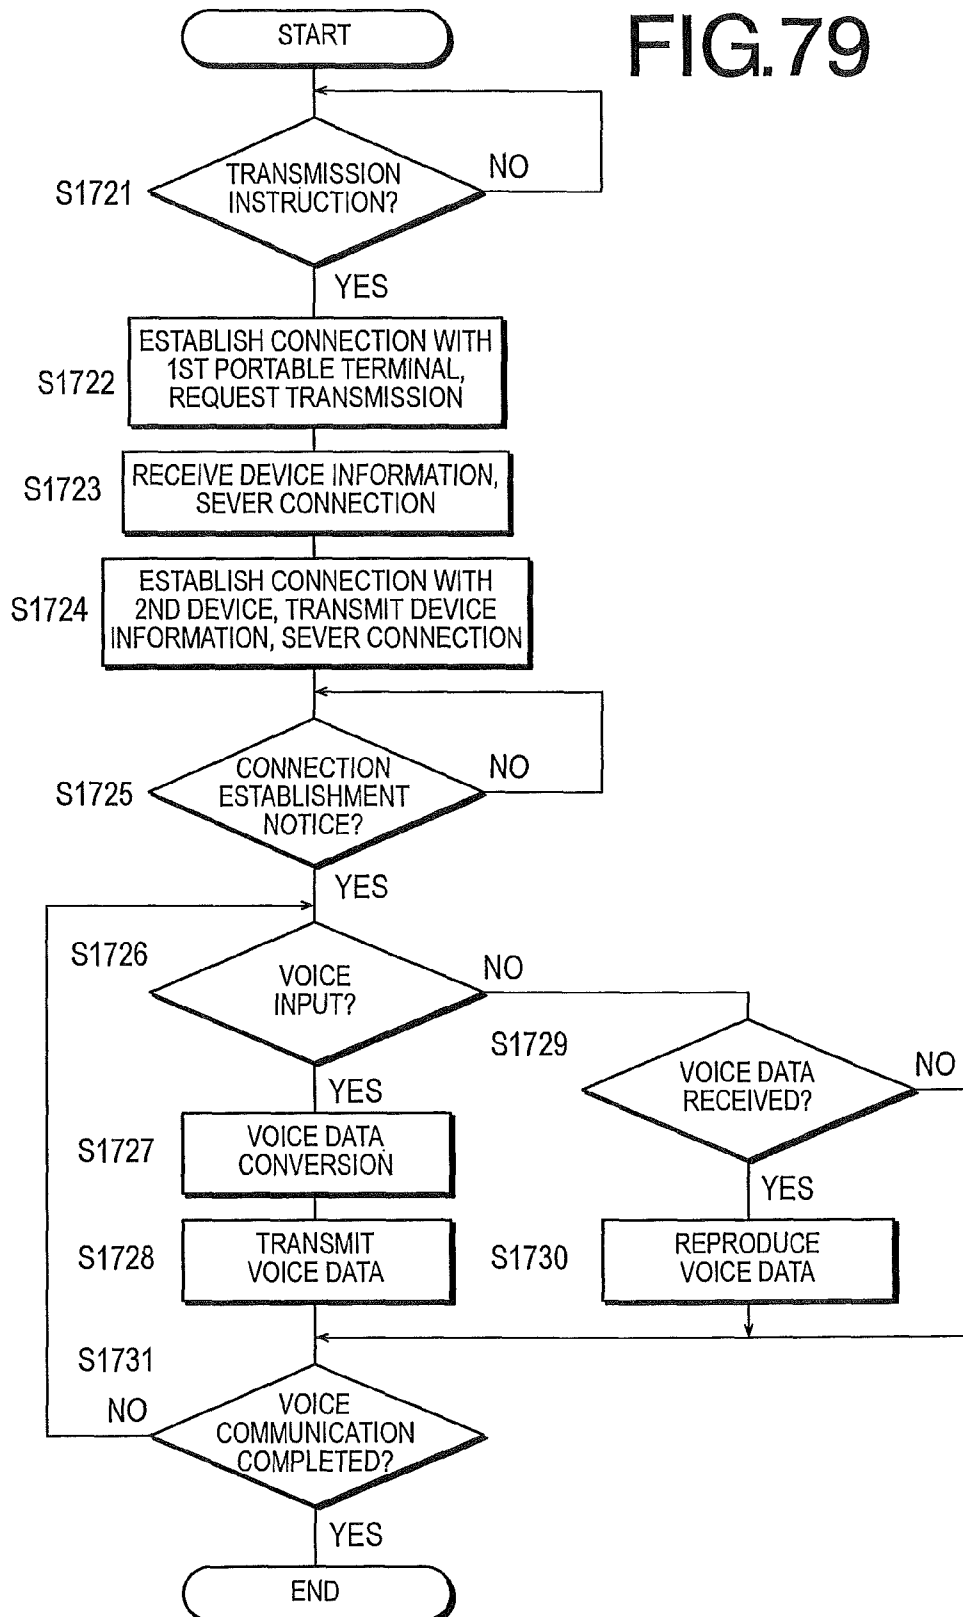 FIG.79
START
S1721
TRANSMISSION
INSTRUCTION?
NO
YES
S1722
ESTABLISH CONNECTION WITH
1ST PORTABLE TERMINAL,
REQUEST TRANSMISSION
S1723
RECEIVE DEVICE INFORMATION,
SEVER CONNECTION
S1724
ESTABLISH CONNECTION WITH
2ND DEVICE, TRANSMIT DEVICE
INFORMATION, SEVER CONNECTION
S1725
CONNECTION
ESTABLISHMENT
NOTICE?
NO
YES
S1726
VOICE
INPUT?
NO
YES
S1729
VOICE DATA
RECEIVED?
NO
YES
S1727
VOICE DATA
CONVERSION
S1728
TRANSMIT
VOICE DATA
S1730
REPRODUCE
VOICE DATA
S1731
NO
VOICE
COMMUNICATION
COMPLETED?
YES
END